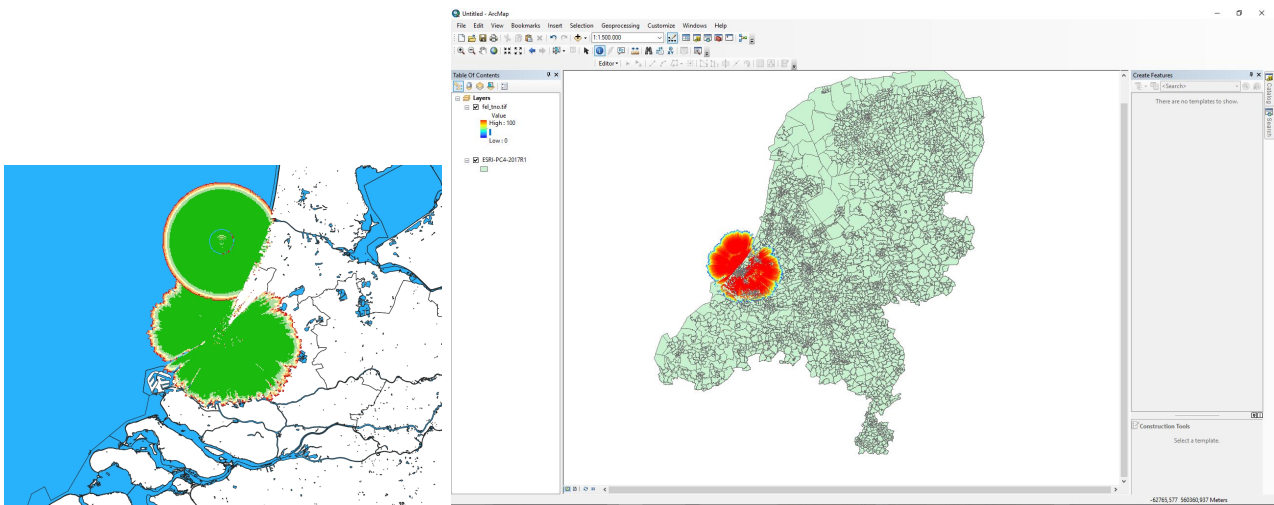 Untitled - ArcMap
File Edit View Bookmarks Insert Selection Geoprocessing Customize Windows Help
1:1.500.000
Editor
Table Of Contents
Layers
fel_tno.tif
Value
High : 100
Low : 0
ESRI-PC4-2017R1
Create Features
<Search>
There are no templates to show.
Catalog
Search
Construction Tools
Select a template.
-62765,577 560360,937 Meters